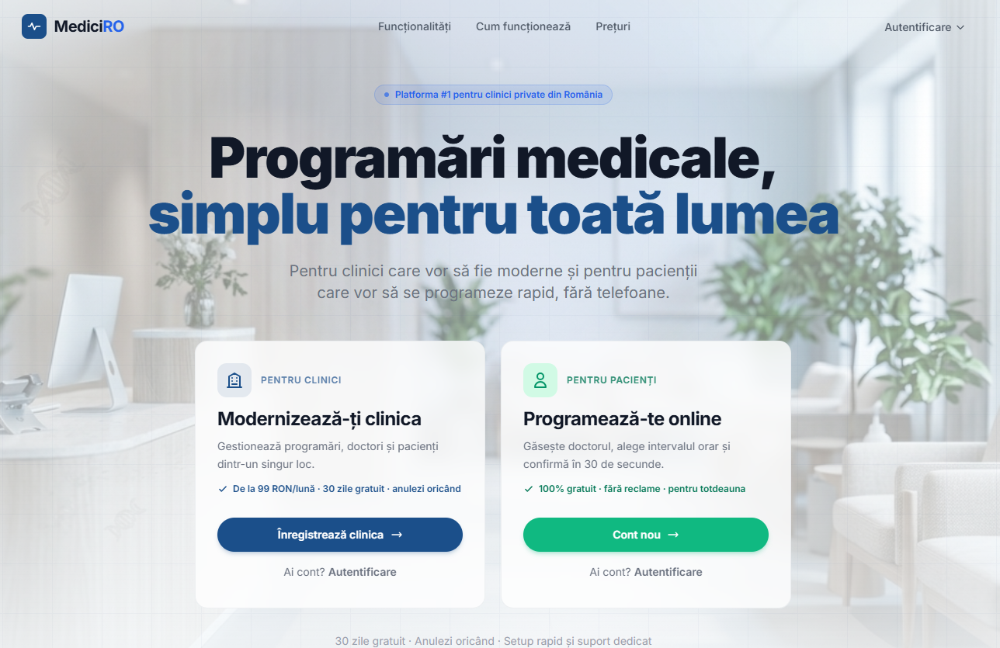 MediciRO
Funcționalități
Cum funcționează
Prețuri
Autentificare
Platforma #1 pentru clinici private din România
Programări medicale,
simplu pentru toată lumea
Pentru clinici care vor să fie moderne și pentru pacienții
care vor să se programeze rapid, fără telefoane.
PENTRU CLINICI
Modernizează-ți clinica
Gestionează programări, doctori și pacienți
dintr-un singur loc.
De la 99 RON/lună · 30 zile gratuit · anulezi oricând
Înregistrează clinica →
Ai cont? Autentificare
PENTRU PACIENȚI
Programează-te online
Găsește doctorul, alege intervalul orar și
confirmă în 30 de secunde.
100% gratuit · fără reclame · pentru totdeauna
Cont nou →
Ai cont? Autentificare
30 zile gratuit · Anulezi oricând · Setup rapid și suport dedicat